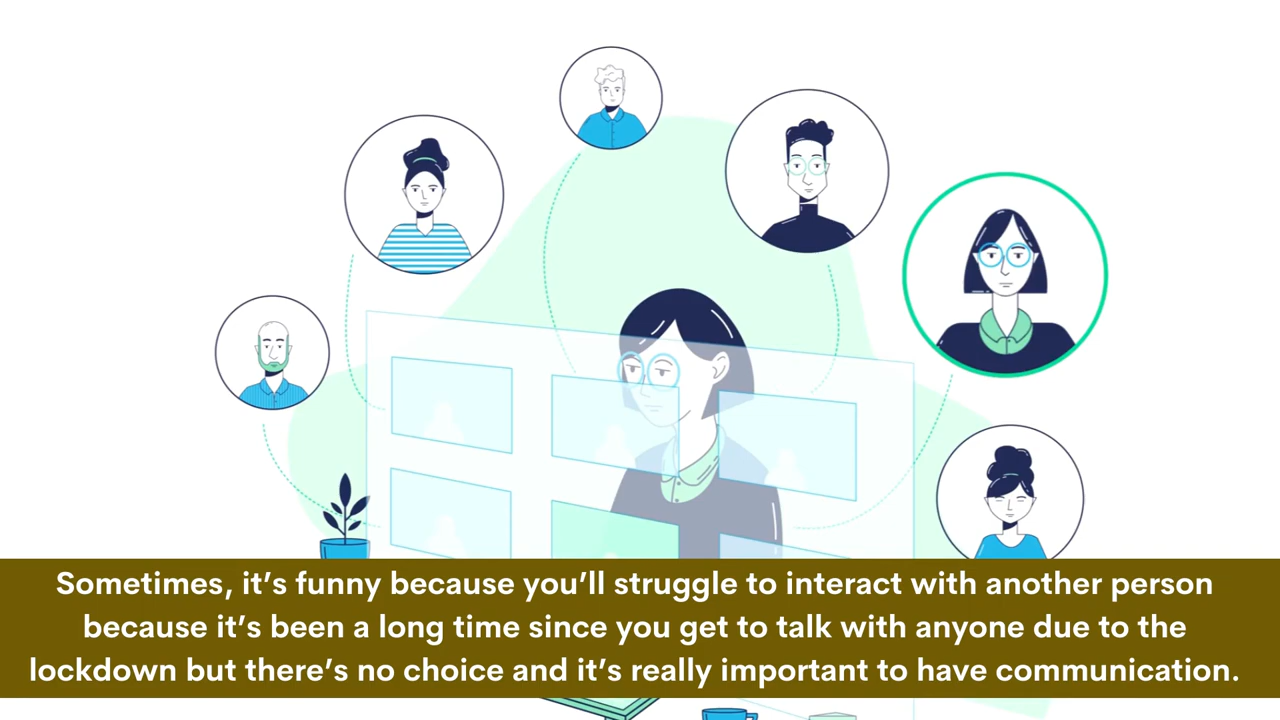 Sometimes, it’s funny because you’ll struggle to interact with another person
because it’s been a long time since you get to talk with anyone due to the
lockdown but there’s no choice and it’s really important to have communication.